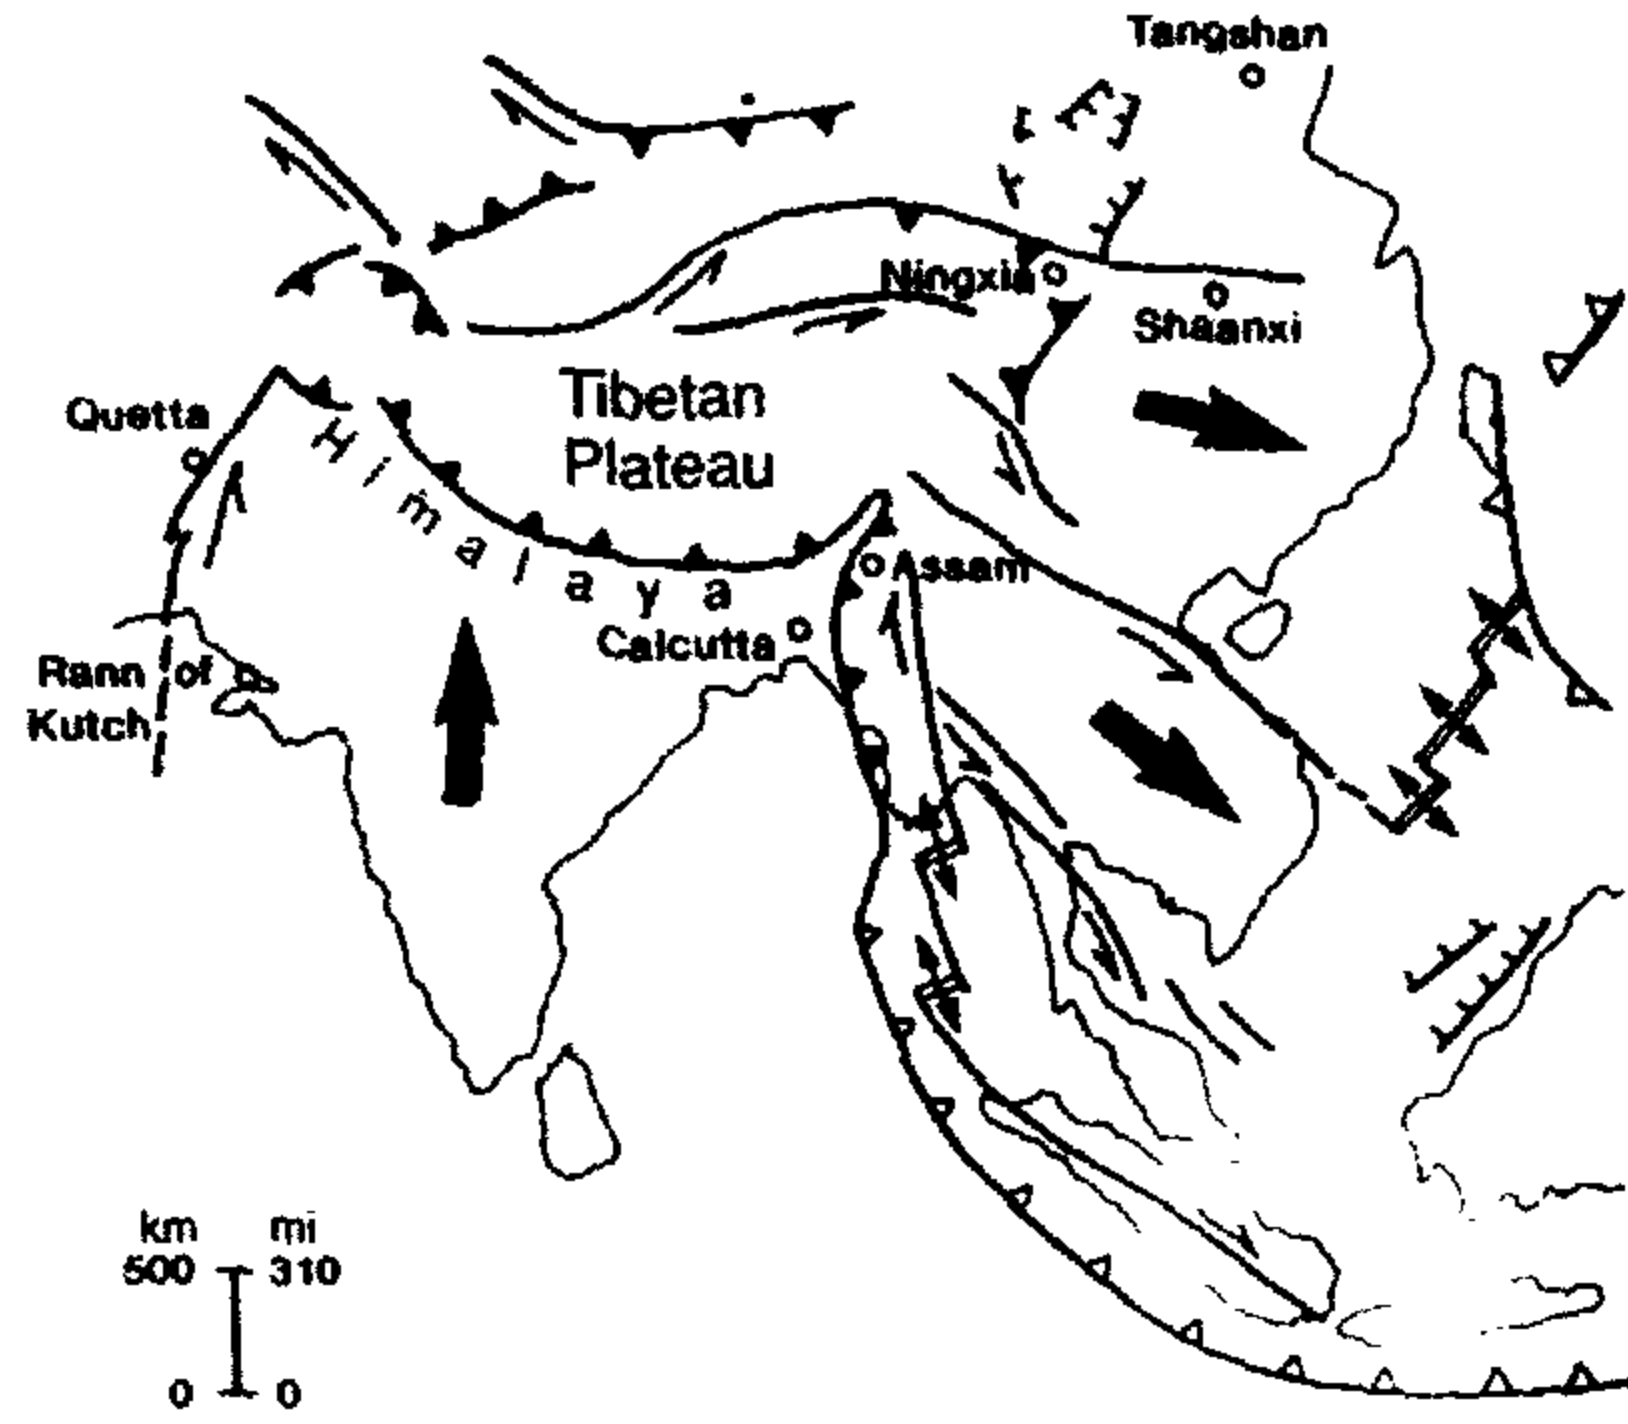 Tangshan
Ningxia
Shaanxi
Tibetan
Plateau
Quetta
Himalaya
Assam
Calcutta
Rann of
Kutch
km mi
500 310
0 0